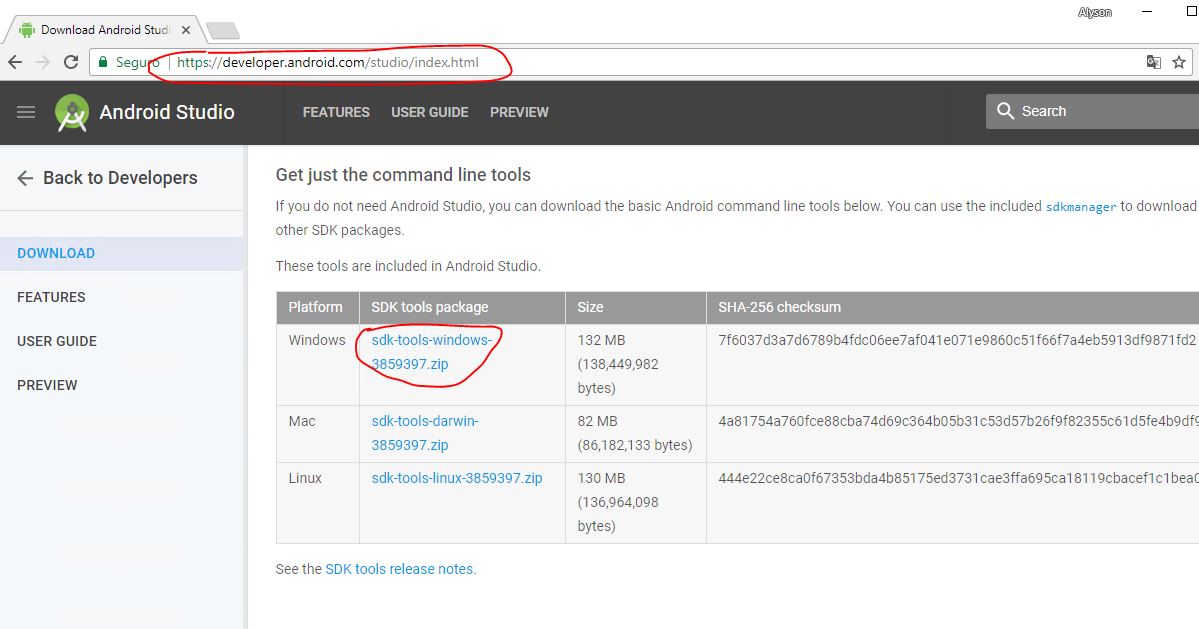 Alyson
Download Android Studi
Seguro
https://developer.android.com/studio/index.html
Android Studio
FEATURES
USER GUIDE
PREVIEW
Search
Back to Developers
DOWNLOAD
FEATURES
USER GUIDE
PREVIEW
Get just the command line tools
If you do not need Android Studio, you can download the basic Android command line tools below. You can use the included sdkmanager to download
other SDK packages.
These tools are included in Android Studio.
Platform SDK tools package Size SHA-256 checksum
Windows sdk-tools-windows- 132 MB 7f6037d3a7d6789b4fdc06ee7af041e071e9860c51f66f7a4eb5913df9871fd2
3859397.zip (138,449,982
bytes)
Mac sdk-tools-darwin- 82 MB 4a81754a760fce88cba74d69c364b05b31c53d57b26f9f82355c61d5fe4b9df9
3859397.zip (86,182,133 bytes)
Linux sdk-tools-linux-3859397.zip 130 MB 444e22ce8ca0f67353bda4b85175ed3731cae3ffa695ca18119cbacef1c1bea0
(136,964,098
bytes)
See the SDK tools release notes.